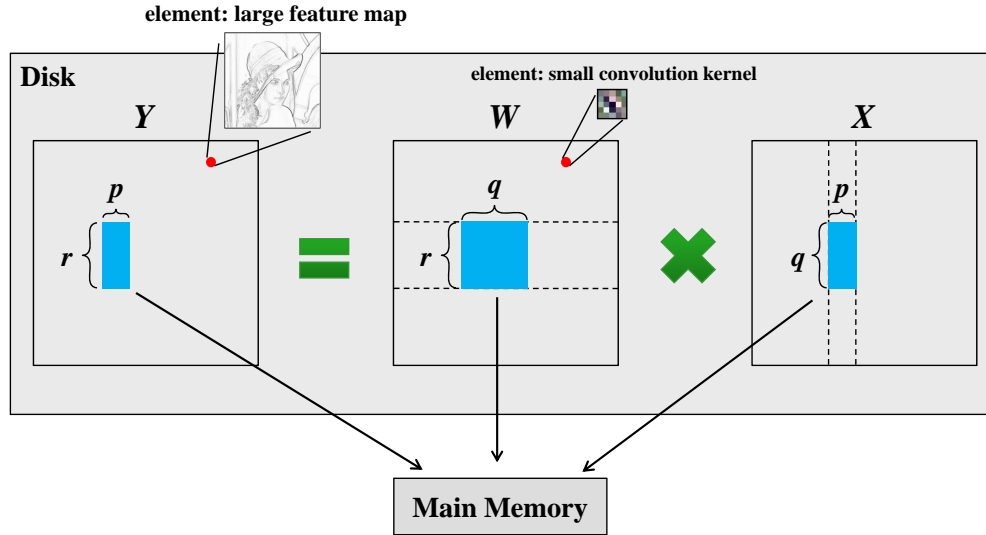 element: large feature map
Disk
element: small convolution kernel
Y
W
X
p
q
p
r
r
q
Main Memory